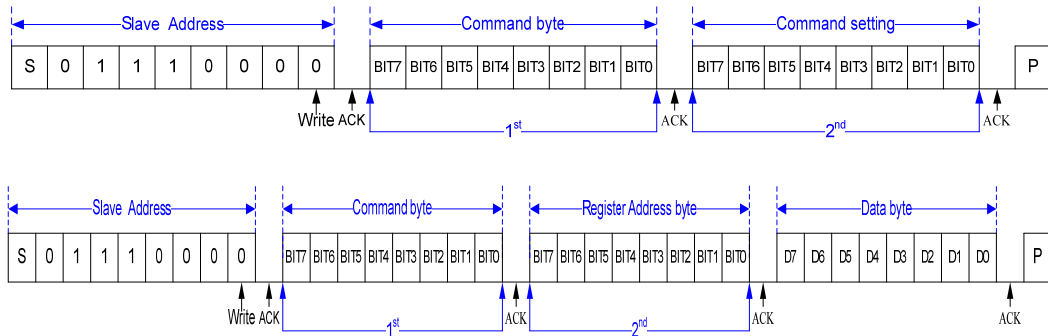 Slave Address Command byte Command setting
S 0 1 1 1 0 0 0 0 BIT7 BIT6 BIT5 BIT4 BIT3 BIT2 BIT1 BIT0 BIT7 BIT6 BIT5 BIT4 BIT3 BIT2 BIT1 BIT0 P
Write ACK 1st ACK 2nd ACK
Slave Address Command byte Register Address byte Data byte
S 0 1 1 1 0 0 0 0 BIT7 BIT6 BIT5 BIT4 BIT3 BIT2 BIT1 BIT0 BIT7 BIT6 BIT5 BIT4 BIT3 BIT2 BIT1 BIT0 D7 D6 D5 D4 D3 D2 D1 D0 P
Write ACK 1st ACK 2nd ACK ACK